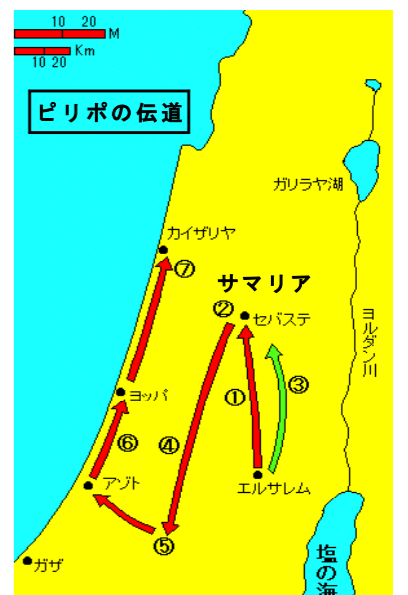 10 20
M
Km
10 20
ピリポの伝道
ガリラヤ湖
カイザリヤ
⑦
サマリア
②
セバステ
ヨルダン川
③
ヨッパ
①
⑥
④
アゾト
エルサレム
⑤
塩の海
ガザ